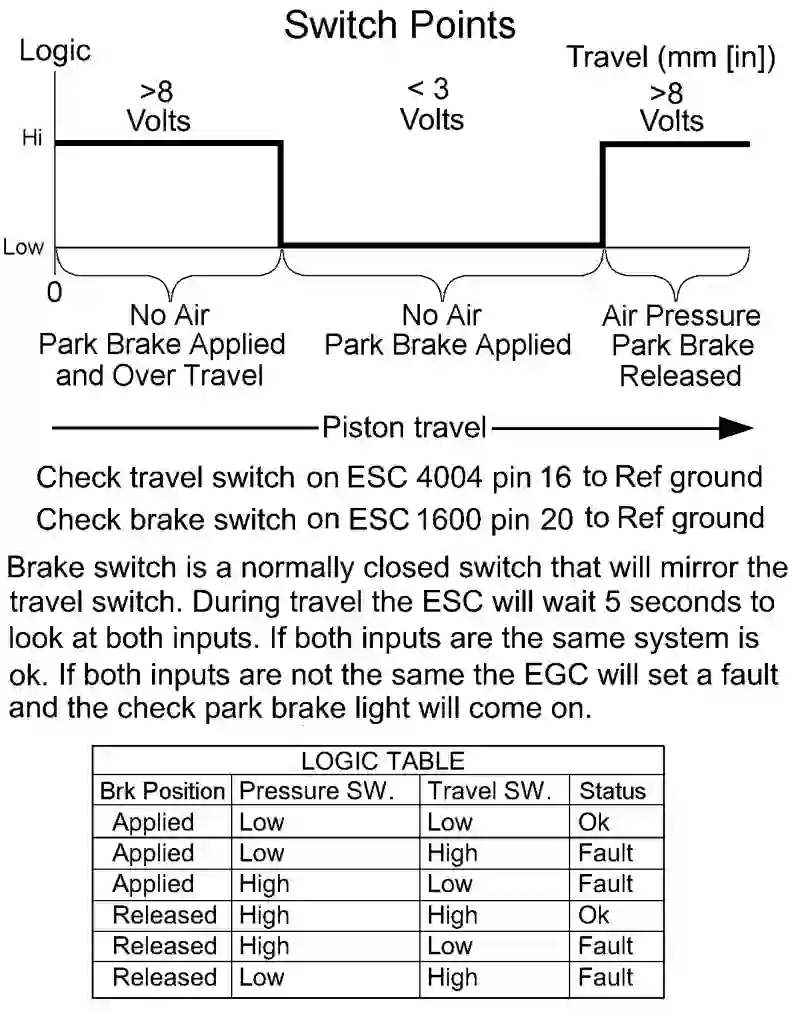 Switch Points
Logic
Travel (mm [in])
>8
Volts
< 3
Volts
>8
Volts
Hi
Low
0
No Air
Park Brake Applied
and Over Travel
No Air
Park Brake Applied
Air Pressure
Park Brake
Released
Piston travel
Check travel switch on ESC 4004 pin 16 to Ref ground
Check brake switch on ESC 1600 pin 20 to Ref ground
Brake switch is a normally closed switch that will mirror the
travel switch. During travel the ESC will wait 5 seconds to
look at both inputs. If both inputs are the same system is
ok. If both inputs are not the same the EGC will set a fault
and the check park brake light will come on.
LOGIC TABLE
Brk Position Pressure SW. Travel SW. Status
Applied Low Low Ok
Applied Low High Fault
Applied High Low Fault
Released High High Ok
Released High Low Fault
Released Low High Fault